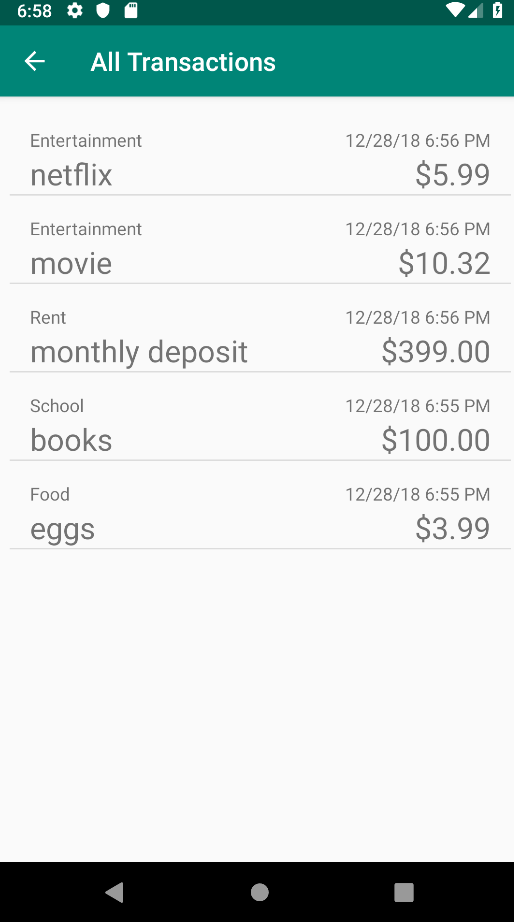 6:58
All Transactions
Entertainment 12/28/18 6:56 PM
netflix $5.99
Entertainment 12/28/18 6:56 PM
movie $10.32
Rent 12/28/18 6:56 PM
monthly deposit $399.00
School 12/28/18 6:55 PM
books $100.00
Food 12/28/18 6:55 PM
eggs $3.99